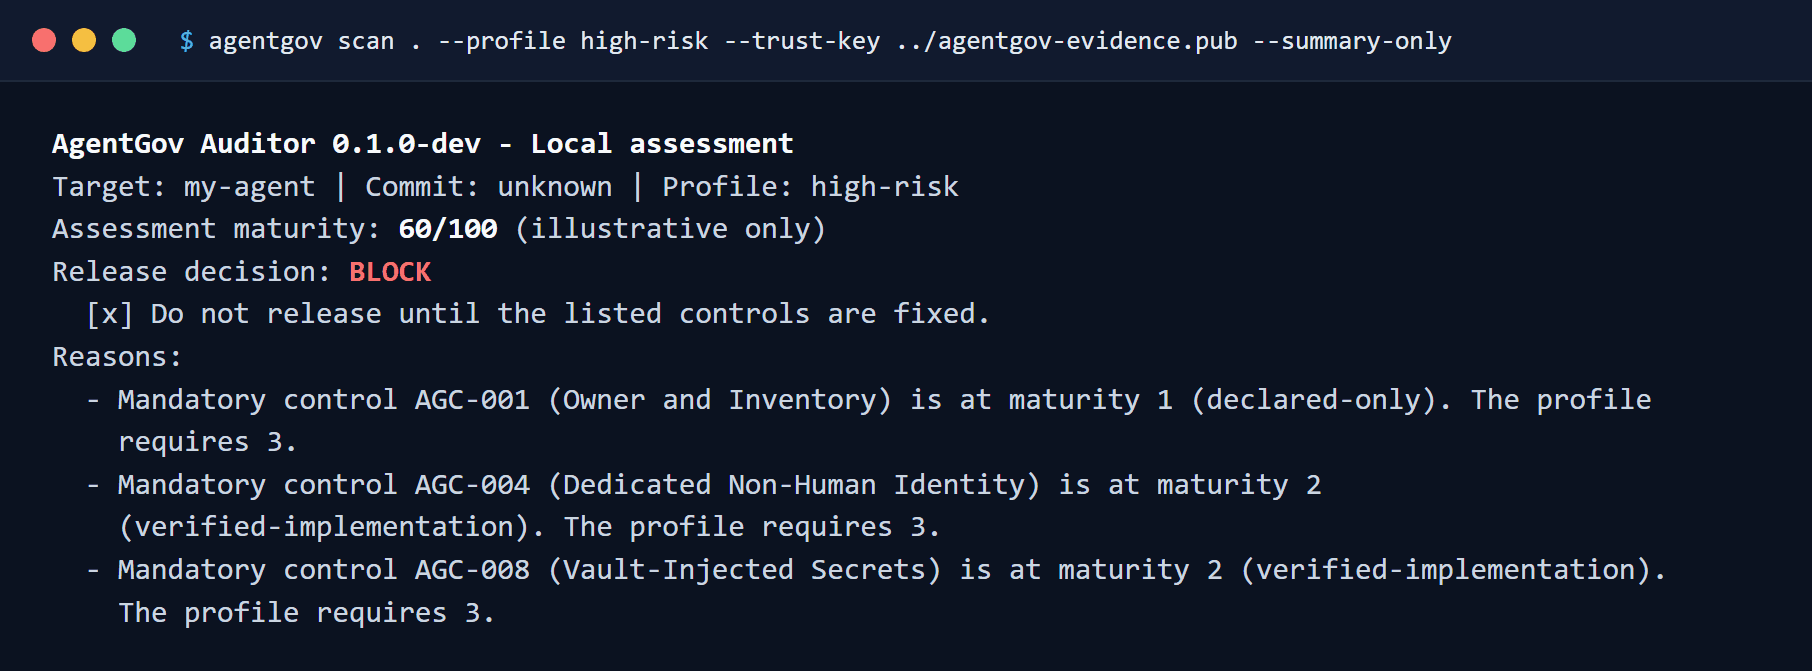 $ agentgov scan . --profile high-risk --trust-key ../agentgov-evidence.pub --summary-only
AgentGov Auditor 0.1.0-dev - Local assessment
Target: my-agent | Commit: unknown | Profile: high-risk
Assessment maturity: 60/100 (illustrative only)
Release decision: BLOCK
[x] Do not release until the listed controls are fixed.
Reasons:
- Mandatory control AGC-001 (Owner and Inventory) is at maturity 1 (declared-only). The profile
requires 3.
- Mandatory control AGC-004 (Dedicated Non-Human Identity) is at maturity 2
(verified-implementation). The profile requires 3.
- Mandatory control AGC-008 (Vault-Injected Secrets) is at maturity 2 (verified-implementation).
The profile requires 3.